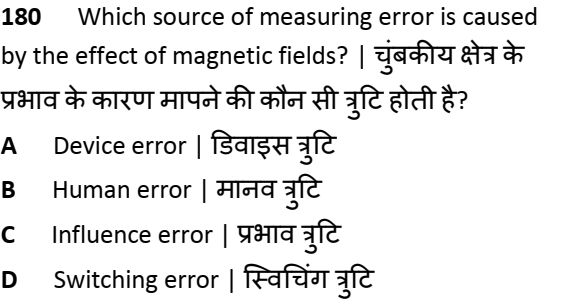 180 Which source of measuring error is caused
by the effect of magnetic fields? | चुंबकीय क्षेत्र के
प्रभाव के कारण मापने की कौन सी त्रुटि होती है?
A Device error | डिवाइस त्रुटि
B Human error | मानव त्रुटि
C Influence error | प्रभाव त्रुटि
D Switching error | स्विचिंग त्रुटि